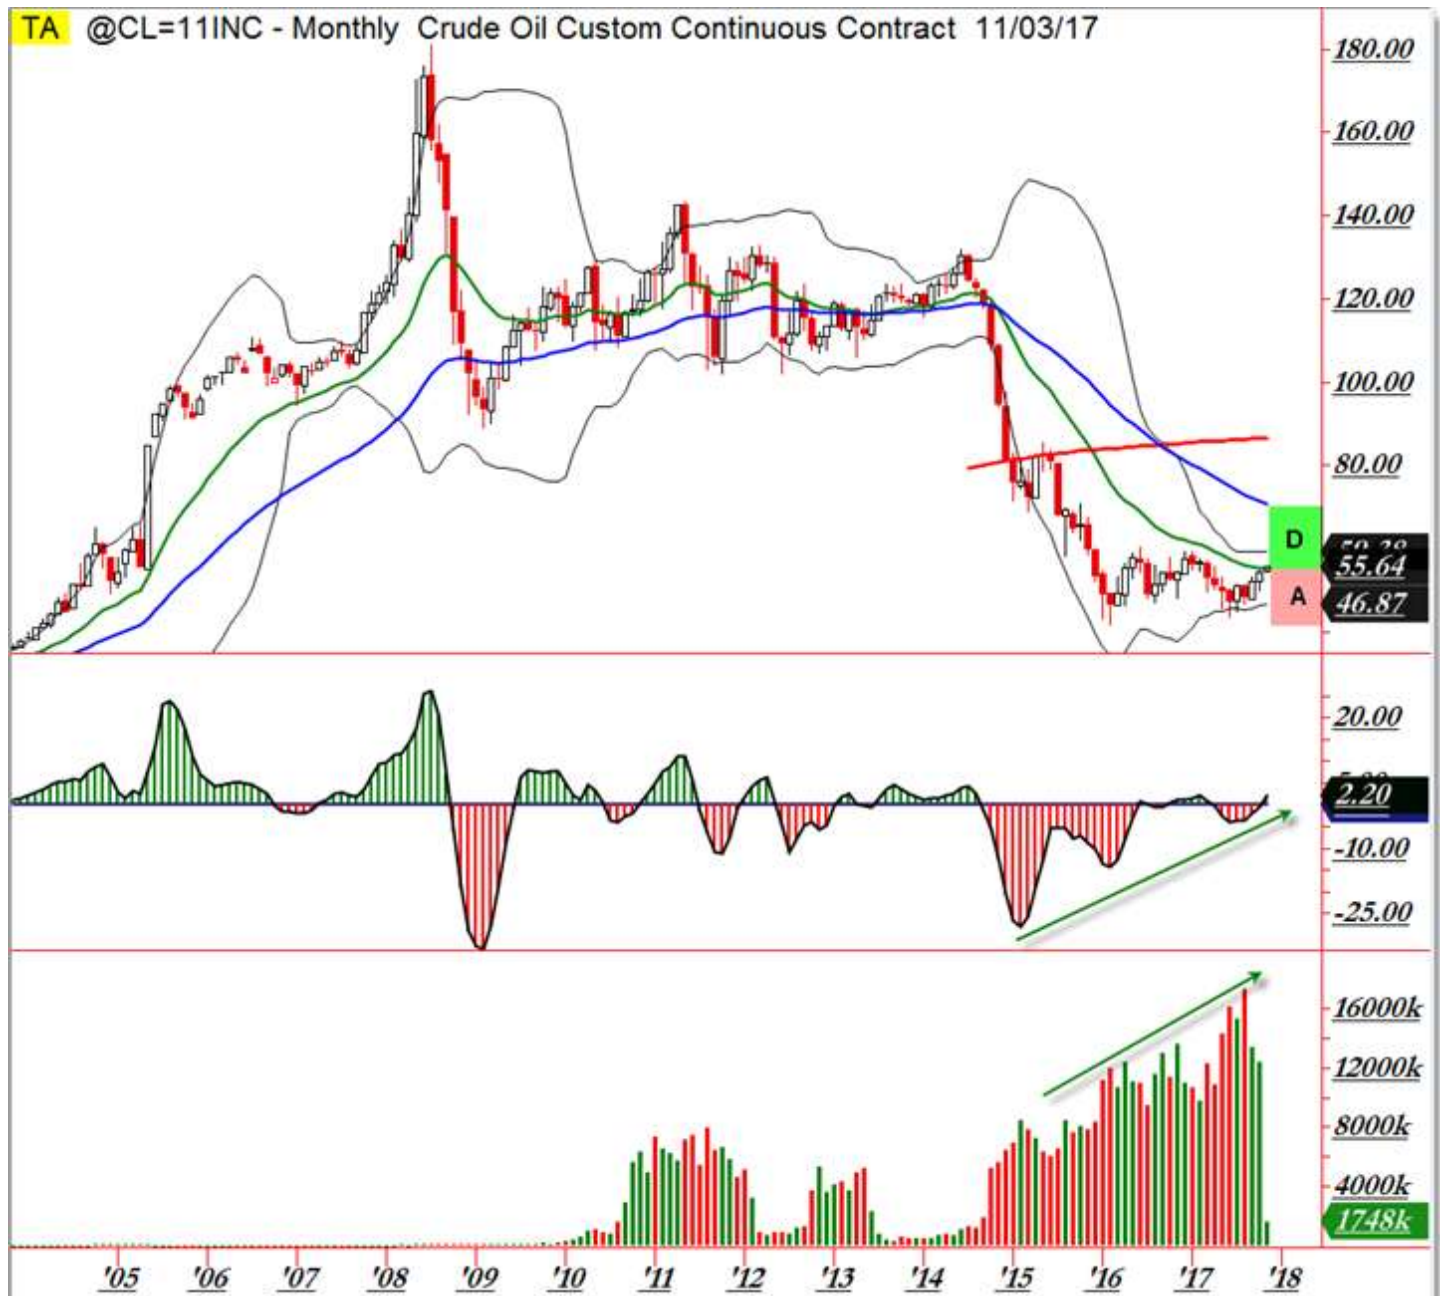 TA @CL=11INC - Monthly Crude Oil Custom Continuous Contract 11/03/17
180.00
160.00
140.00
120.00
100.00
80.00
D
55.64
A
46.87
20.00
2.20
-10.00
-25.00
16000k
12000k
8000k
4000k
1748k
'05 '06 '07 '08 '09 '10 '11 '12 '13 '14 '15 '16 '17 '18